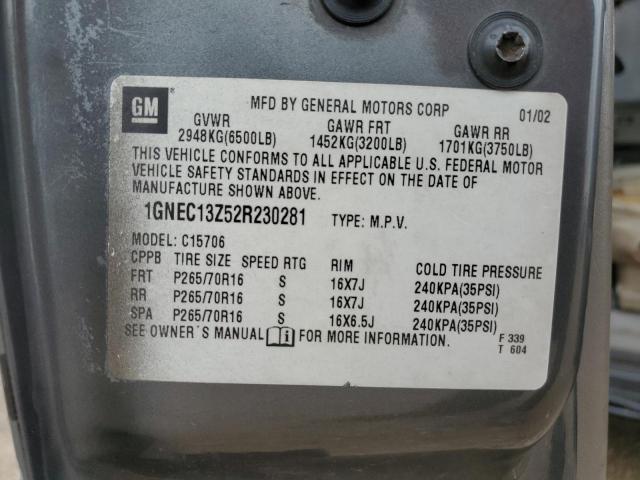 GM
MFD BY GENERAL MOTORS CORP 01/02
GVWR GAWR FRT GAWR RR
2948KG(6500LB) 1452KG(3200LB) 1701KG(3750LB)
THIS VEHICLE CONFORMS TO ALL APPLICABLE U.S. FEDERAL MOTOR
VEHICLE SAFETY STANDARDS IN EFFECT ON THE DATE OF
MANUFACTURE SHOWN ABOVE.
1GNEC13Z52R230281 TYPE: M.P.V.
MODEL: C15706
CPPB TIRE SIZE SPEED RTG RIM COLD TIRE PRESSURE
FRT P265/70R16 S 16X7J 240KPA(35PSI)
RR P265/70R16 S 16X7J 240KPA(35PSI)
SPA P265/70R16 S 16X6.5J 240KPA(35PSI)
SEE OWNER'S MANUAL FOR MORE INFORMATION. F 339
T 604